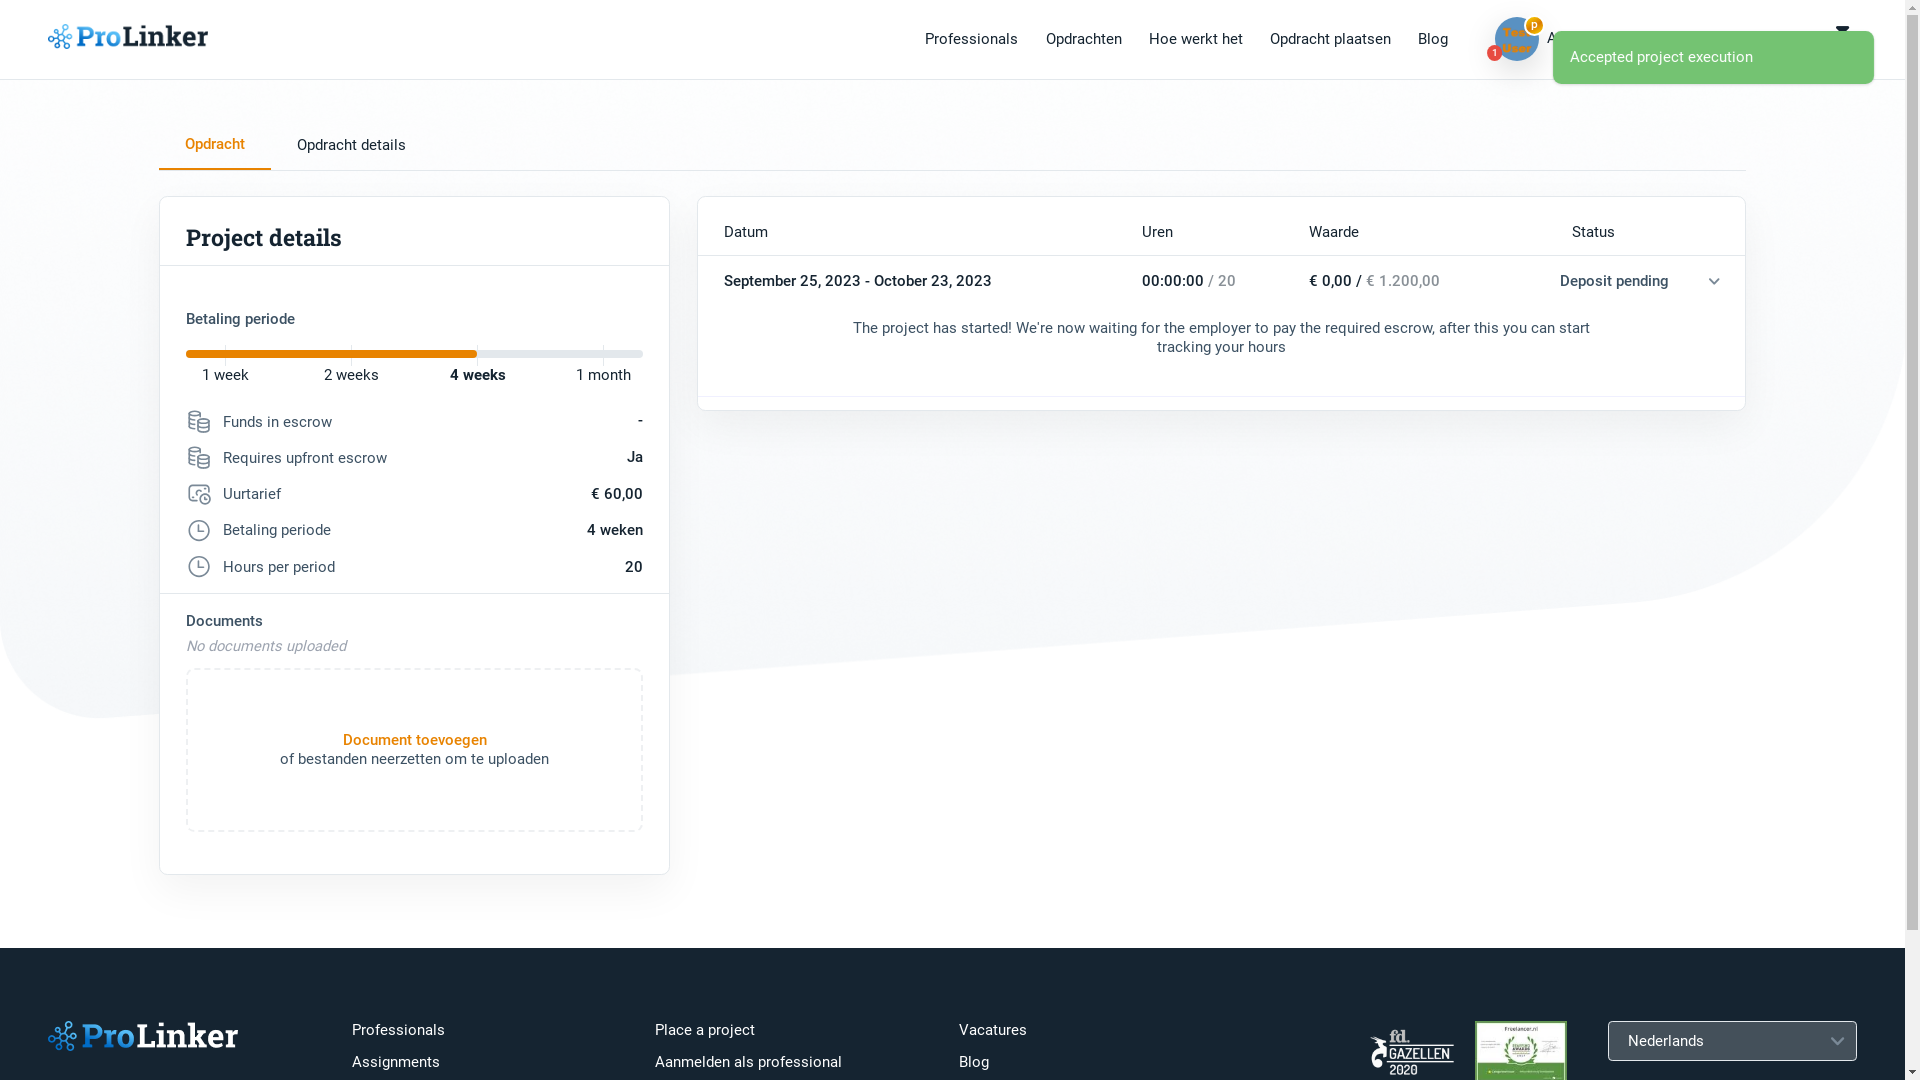 ProLinker
Professionals
Opdrachten
Hoe werkt het
Opdracht plaatsen
Blog
P
1
Accepted project execution
Opdracht
Opdracht details
Project details
Betaling periode
1 week
2 weeks
4 weeks
1 month
Funds in escrow
-
Requires upfront escrow
Ja
Uurtarief
€ 60,00
Betaling periode
4 weken
Hours per period
20
Documents
No documents uploaded
Document toevoegen
of bestanden neerzetten om te uploaden
Datum
Uren
Waarde
Status
September 25, 2023 - October 23, 2023
00:00:00 / 20
€ 0,00 / € 1.200,00
Deposit pending
The project has started! We're now waiting for the employer to pay the required escrow, after this you can start
tracking your hours
ProLinker
Professionals
Assignments
Place a project
Aanmelden als professional
Vacatures
Blog
fd.
GAZELLEN
2020
Freelancer.nl
Nederlands